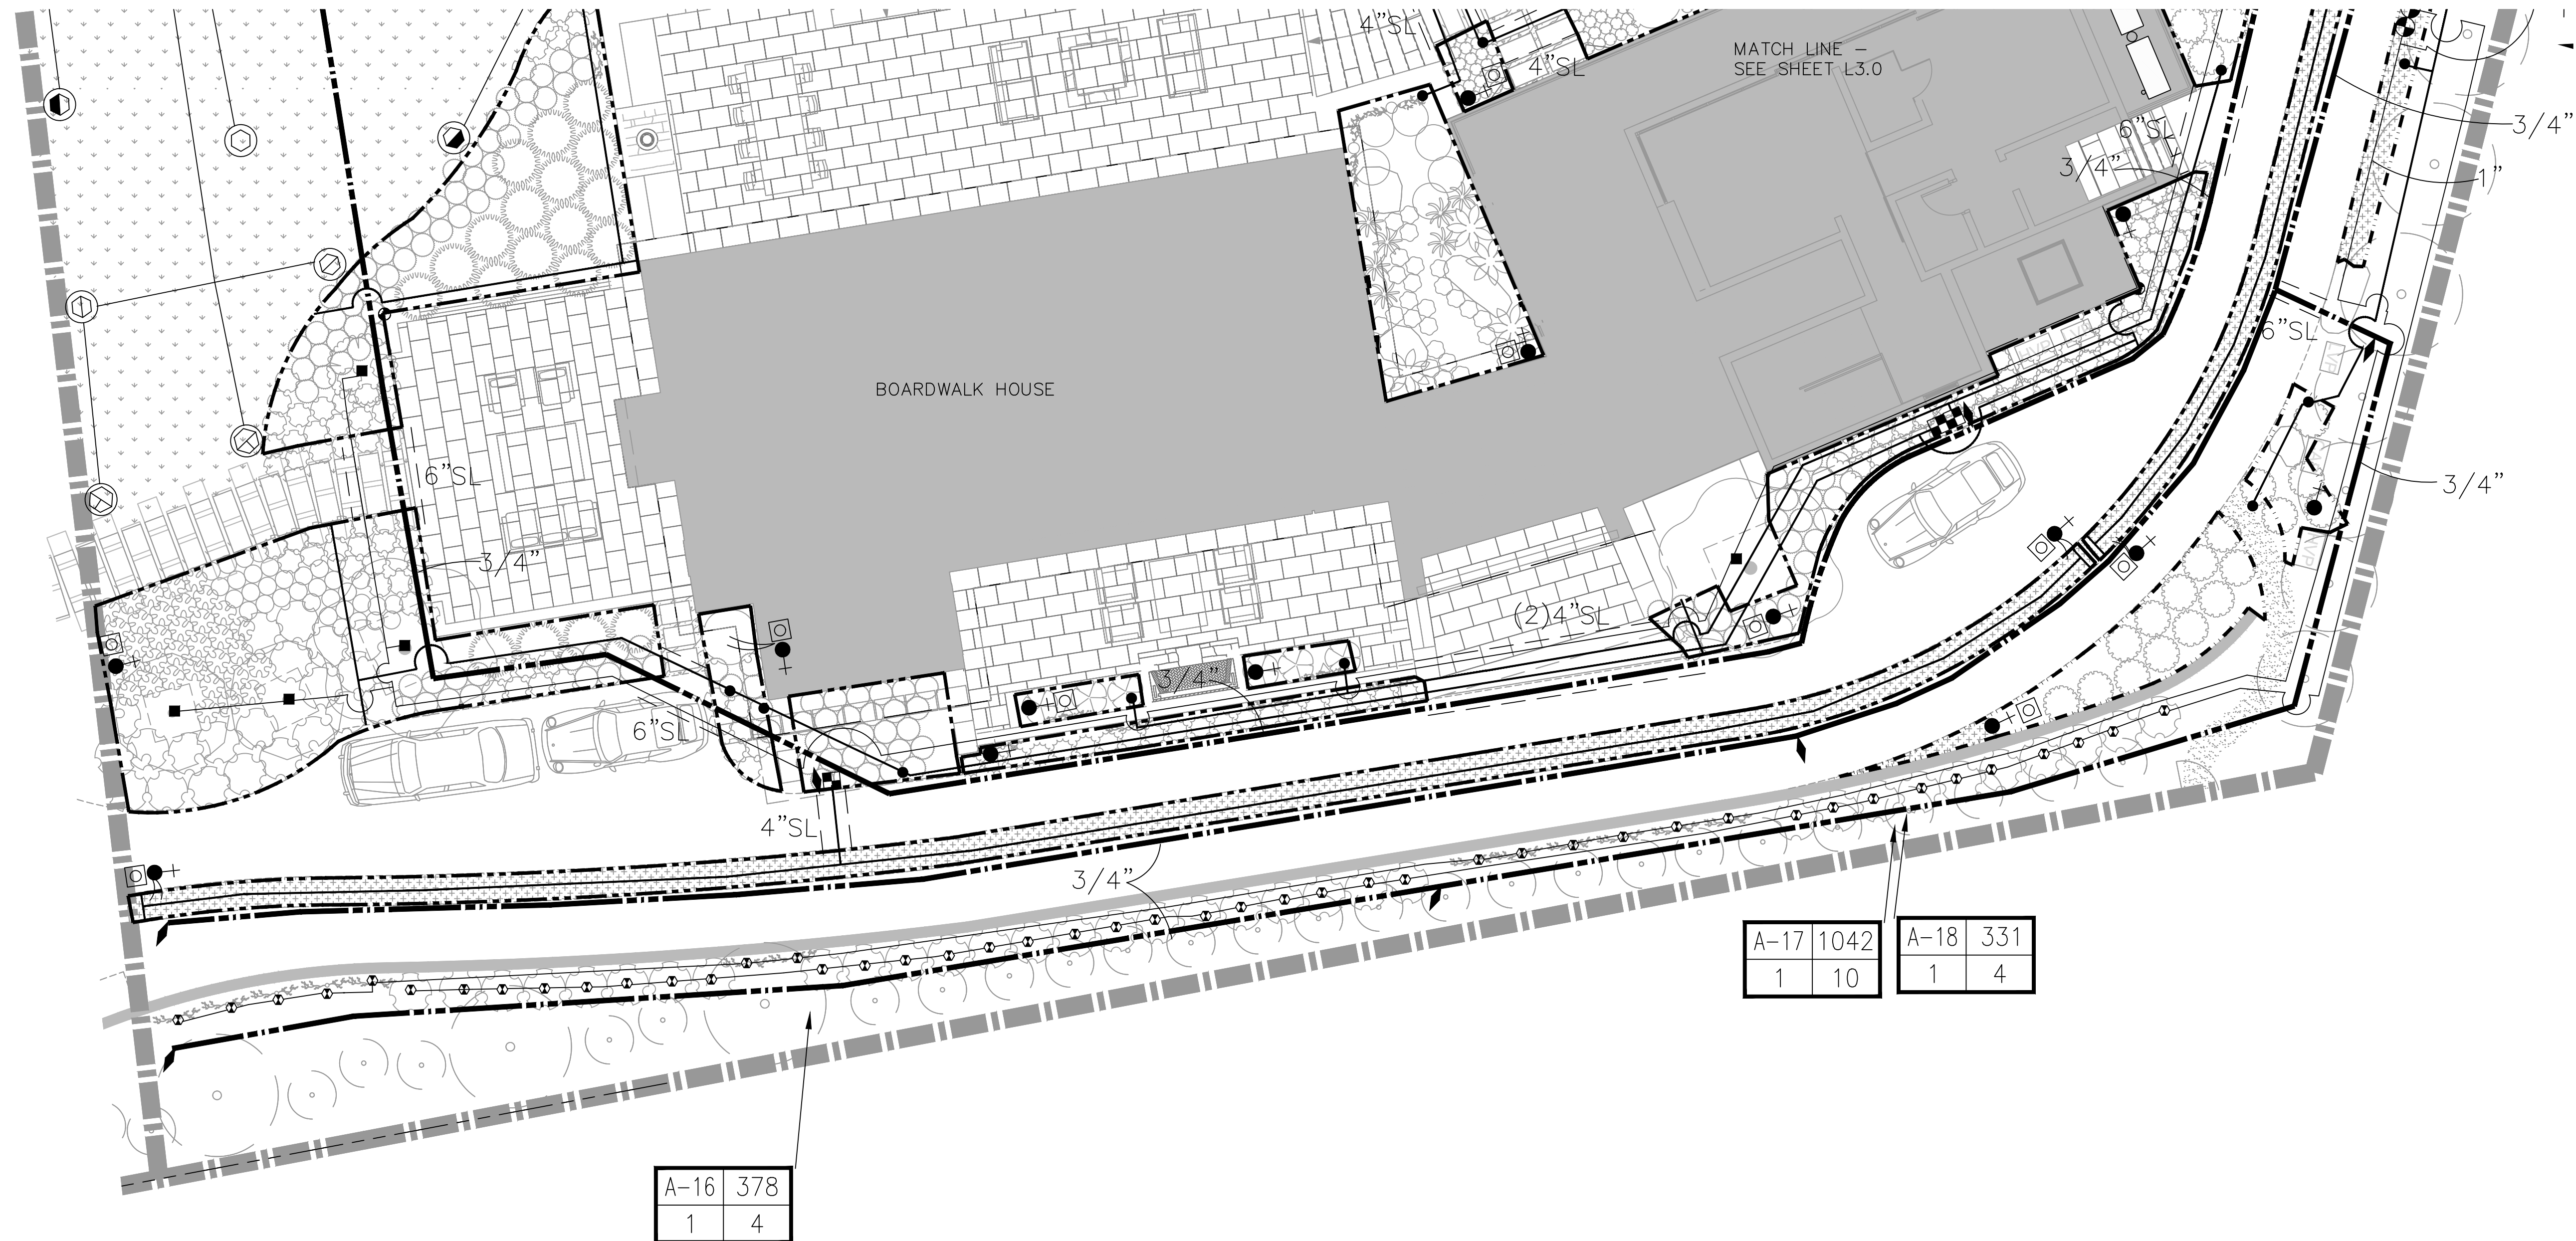 4"SL
4"SL
MATCH LINE –
SEE SHEET L3.0
6"SL
3/4"
3/4"
1"
6"SL
BOARDWALK HOUSE
6"SL
3/4"
3/4"
(2)4"SL
3/4"
6"SL
4"SL
3/4"
A-17 1042
1 10
A-18 331
1 4
A-16 378
1 4